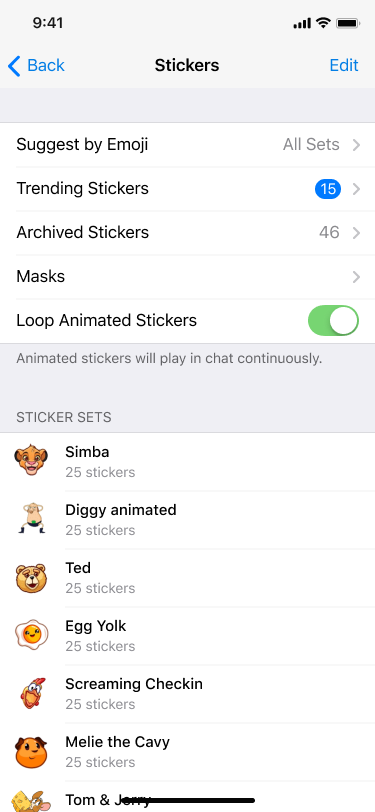 9:41
Back
Stickers
Edit
Suggest by Emoji
All Sets
Trending Stickers
15
Archived Stickers
46
Masks
Loop Animated Stickers
Animated stickers will play in chat continuously.
STICKER SETS
Simba
25 stickers
Diggy animated
25 stickers
Ted
25 stickers
Egg Yolk
25 stickers
Screaming Checkin
25 stickers
Melie the Cavy
25 stickers
Tom & Jerry